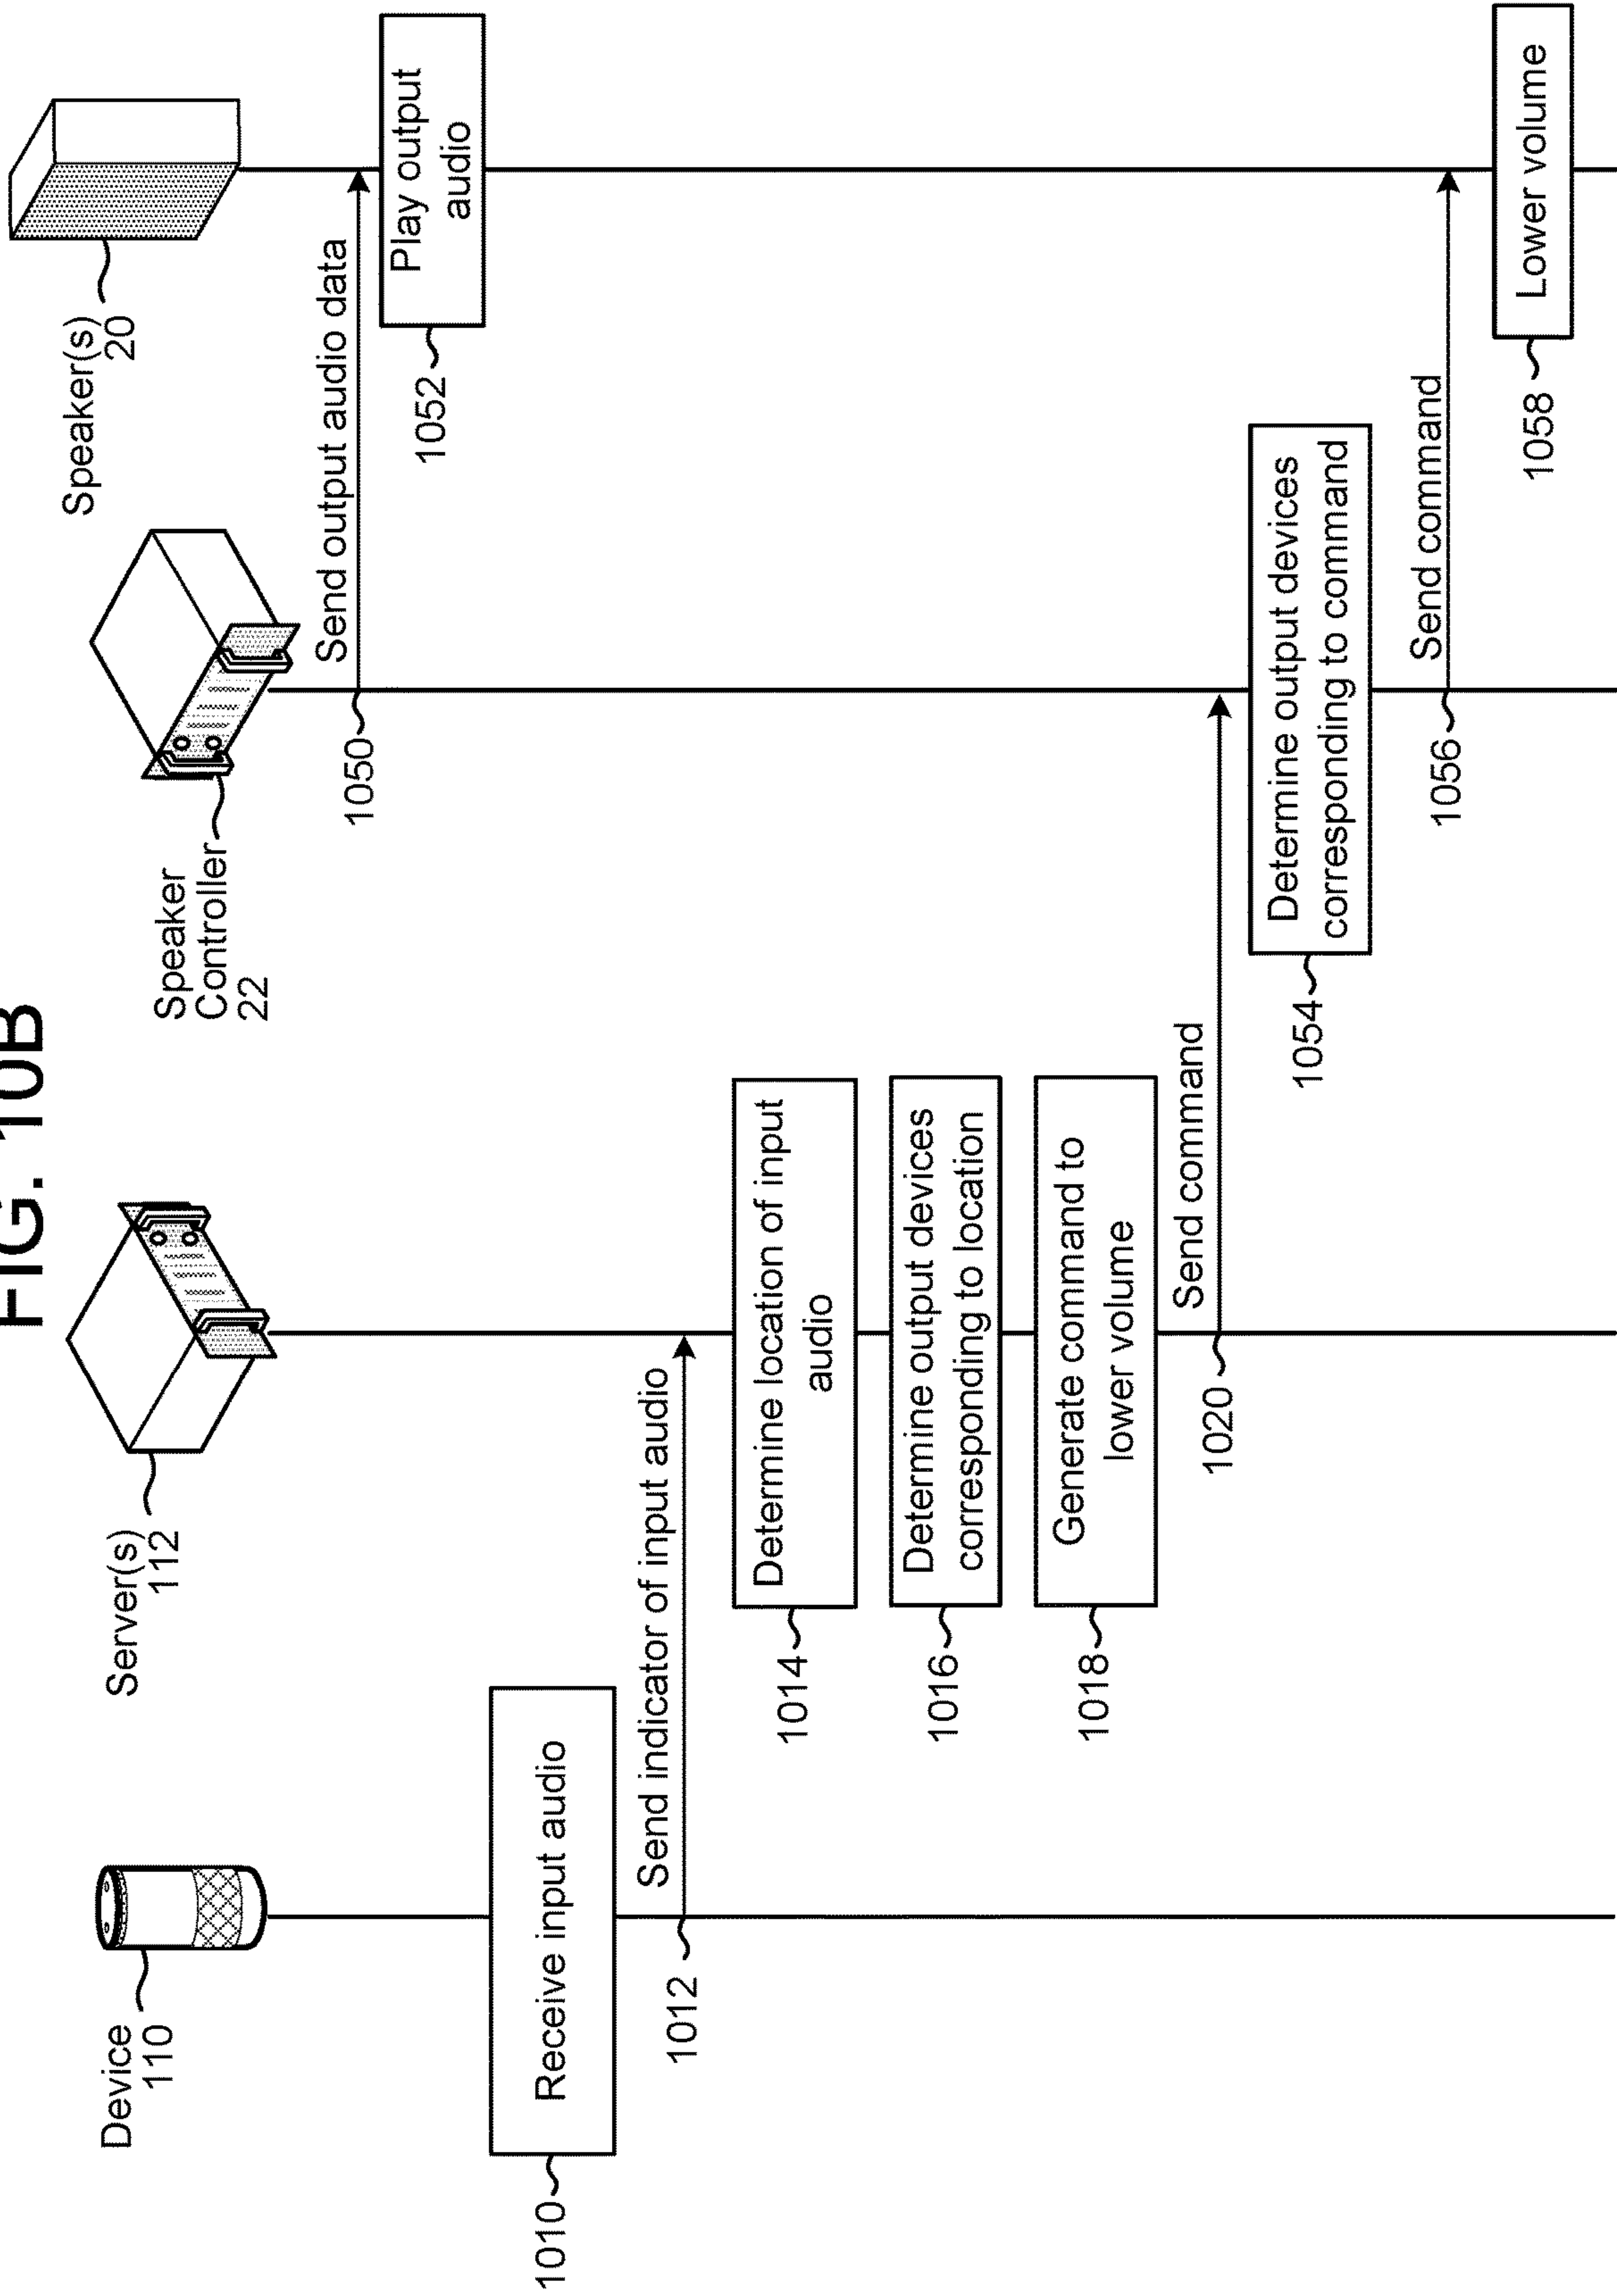 FIG. 10B
Device
110
Server(s)
112
Speaker
Controller
22
Speaker(s)
20
Send output audio data
1050
Play output
audio
1052
Receive input audio
1010
Send indicator of input audio
1012
Determine location of input
audio
1014
Determine output devices
corresponding to location
1016
Generate command to
lower volume
1018
Send command
1020
Determine output devices
corresponding to command
1054
Send command
1056
Lower volume
1058